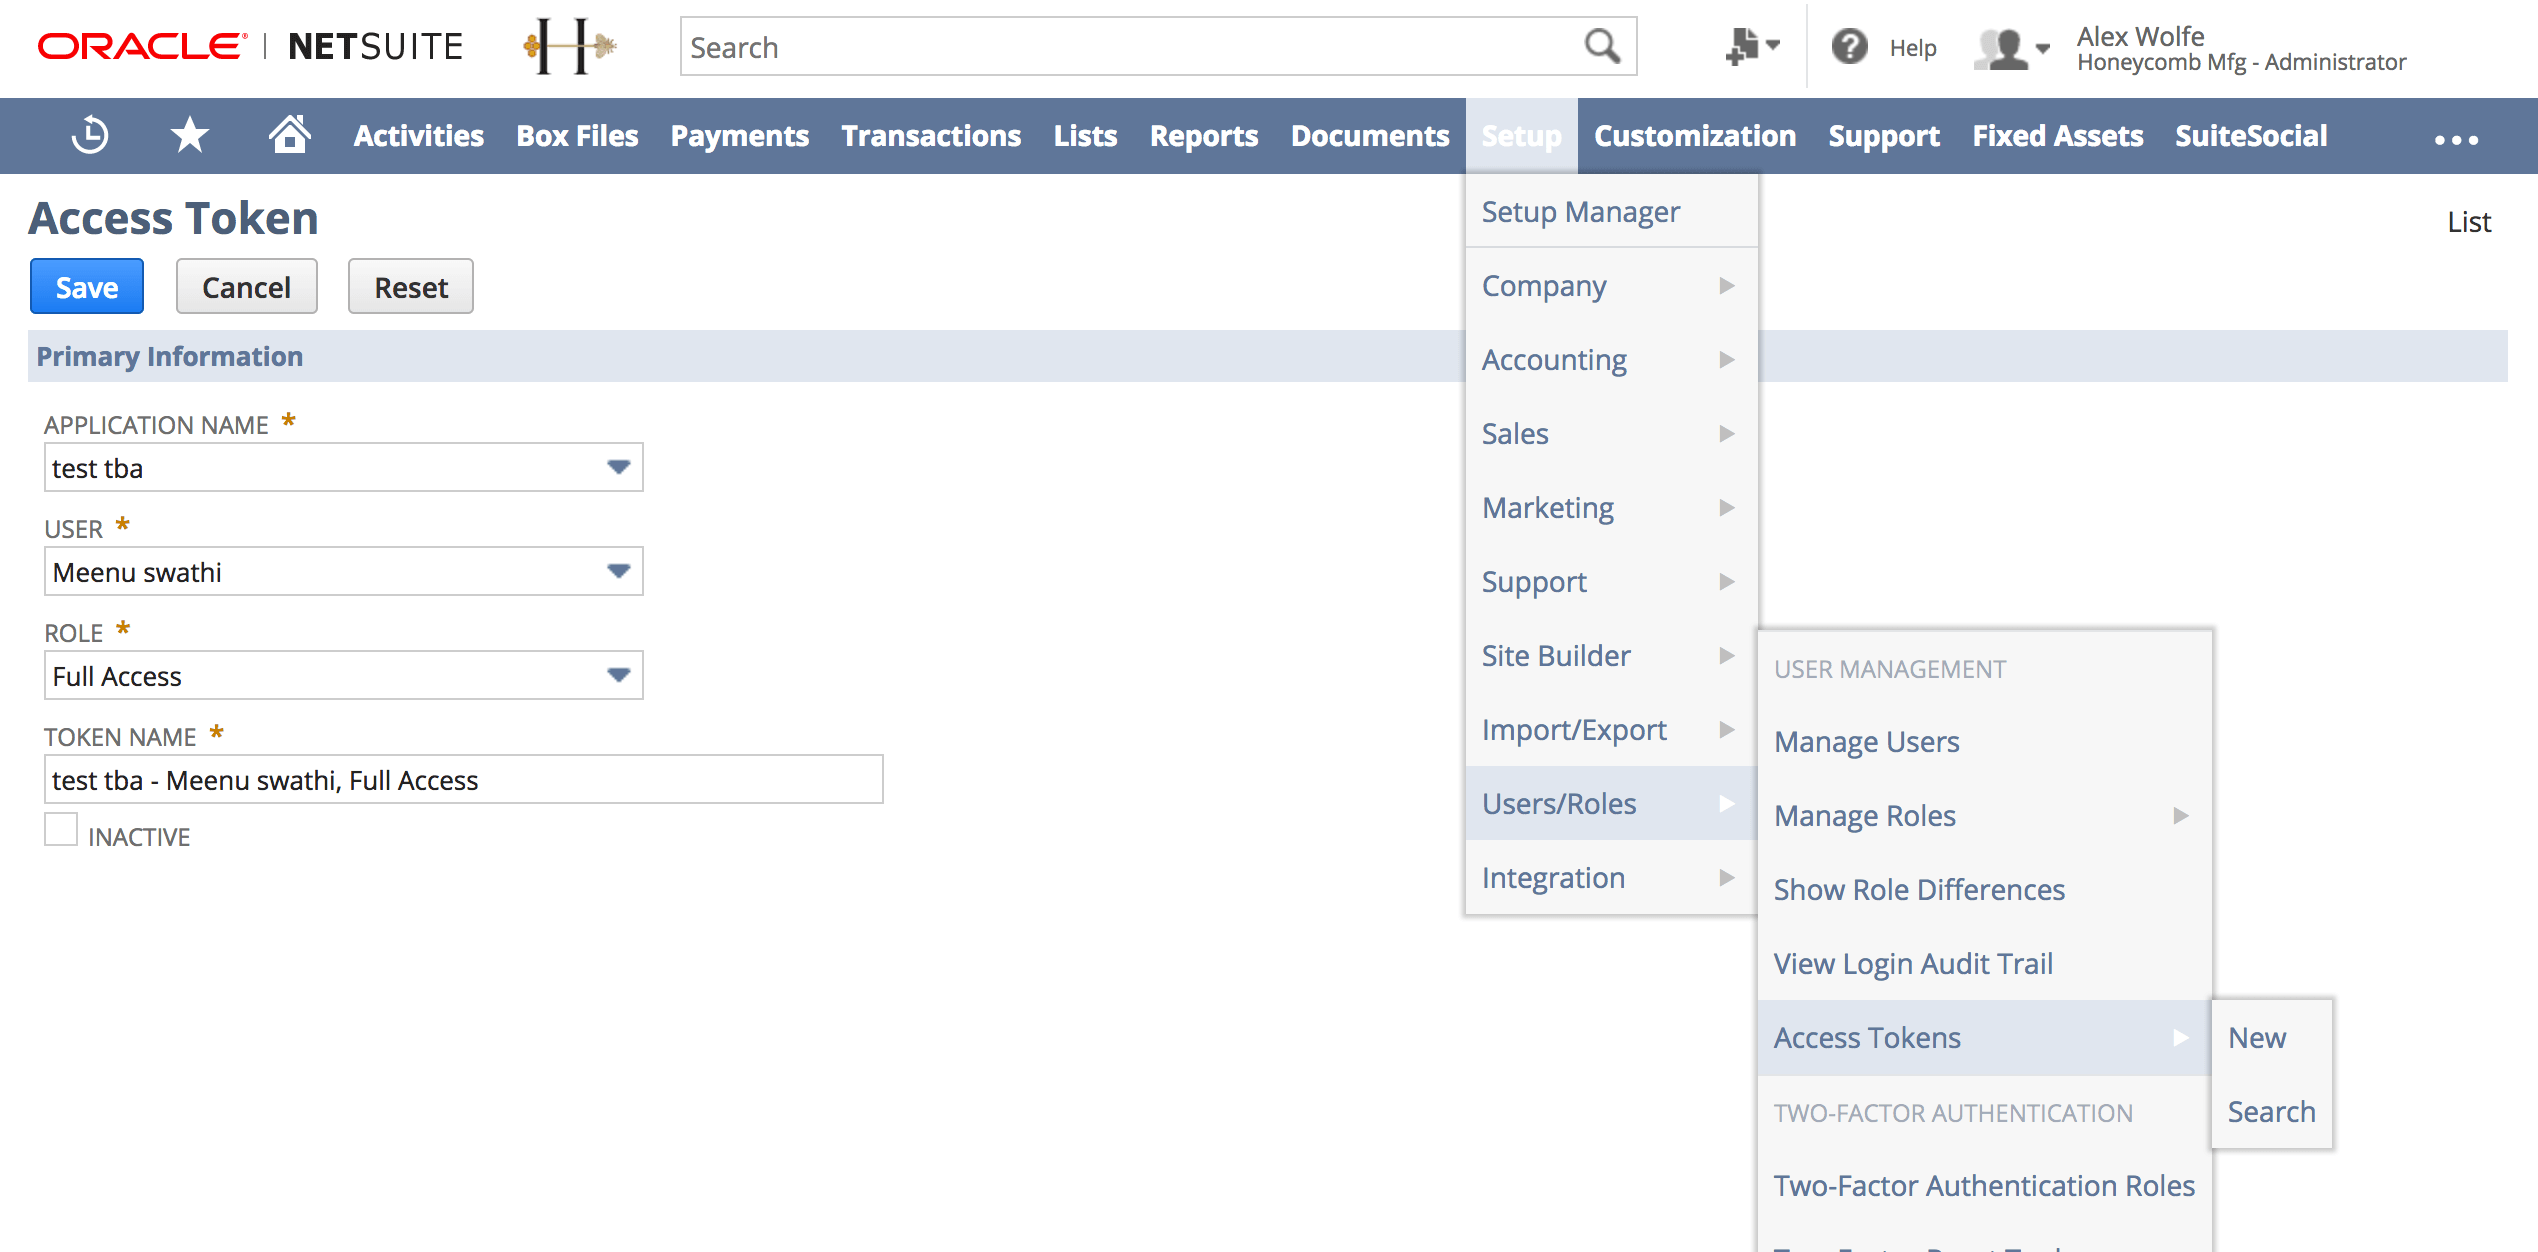 ORACLE | NETSUITE
H
Search
Help
Alex Wolfe
Honeycomb Mfg - Administrator
Activities Box Files Payments Transactions Lists Reports Documents Setup Customization Support Fixed Assets SuiteSocial
Access Token
List
Save Cancel Reset
Primary Information
APPLICATION NAME *
test tba
USER *
Meenu swathi
ROLE *
Full Access
TOKEN NAME *
test tba - Meenu swathi, Full Access
INACTIVE
Setup Manager
Company
Accounting
Sales
Marketing
Support
Site Builder
Import/Export
Users/Roles
Integration
USER MANAGEMENT
Manage Users
Manage Roles
Show Role Differences
View Login Audit Trail
Access Tokens
New
Search
TWO-FACTOR AUTHENTICATION
Two-Factor Authentication Roles